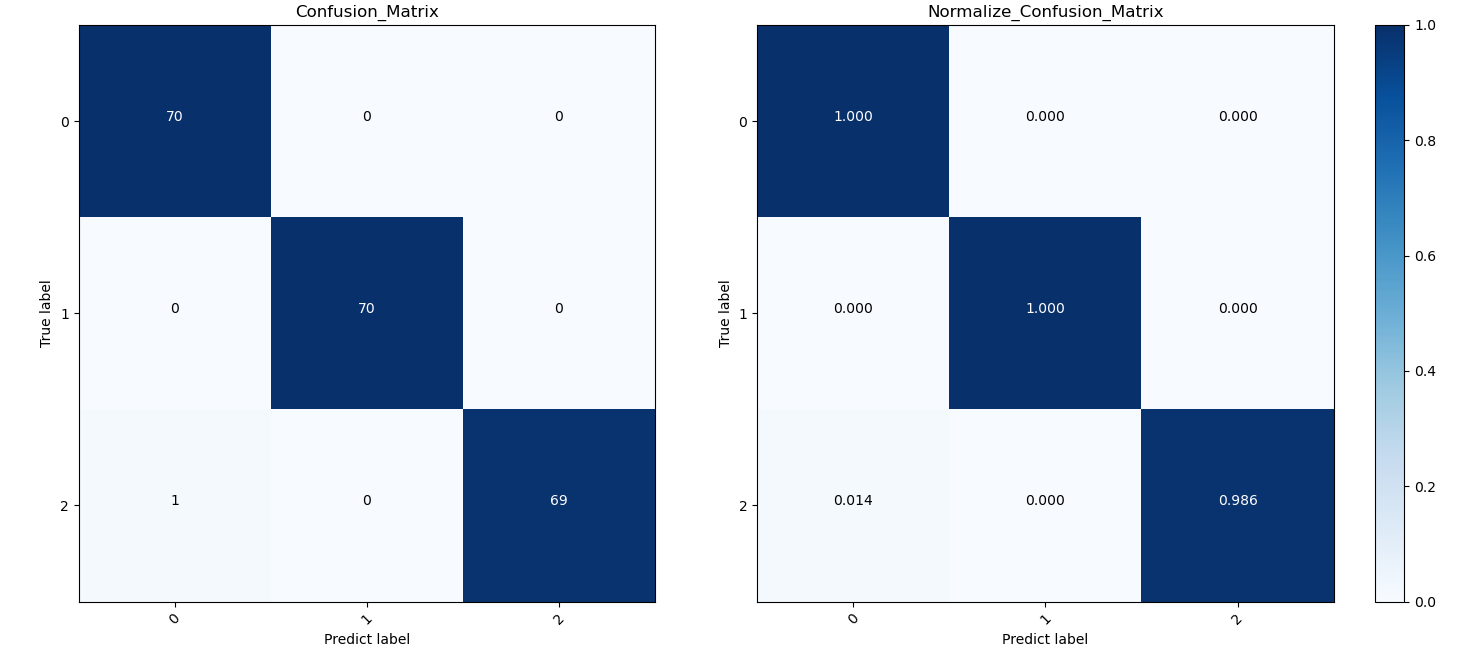 Confusion_Matrix
70 0 0
0 70 0
1 0 69
0
1
2
True label
0 1 2
Predict label
Normalize_Confusion_Matrix
1.000 0.000 0.000
0.000 1.000 0.000
0.014 0.000 0.986
0
1
2
True label
0 1 2
Predict label
1.0
0.8
0.6
0.4
0.2
0.0